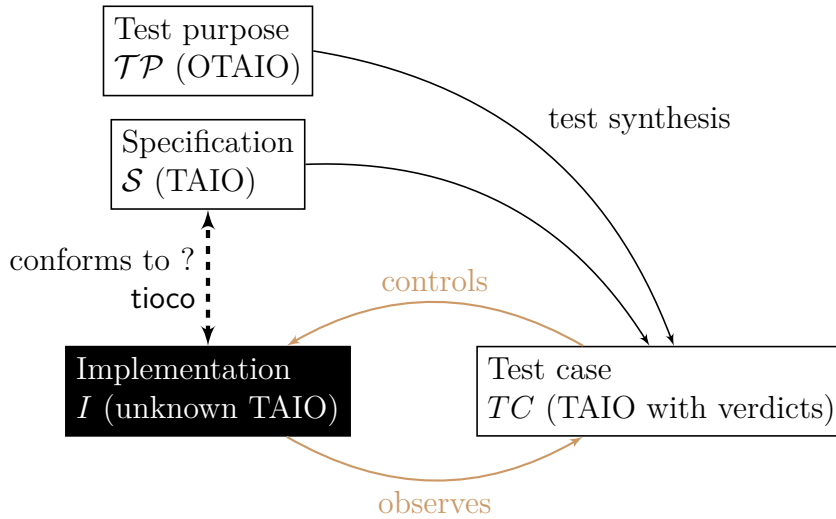 Test purpose
𝒯𝒫 (OTAIO)
test synthesis
Specification
𝒮 (TAIO)
conforms to ?
tioco
controls
Implementation
I (unknown TAIO)
Test case
TC (TAIO with verdicts)
observes